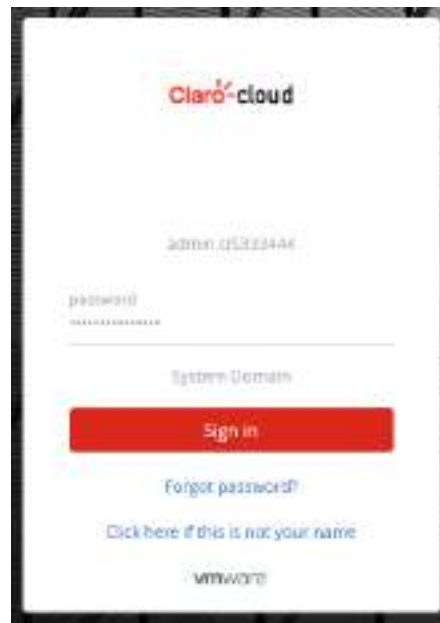 Claro-cloud
password
System Domain
Sign in
Forgot password?
Click here if this is not your name
vmware